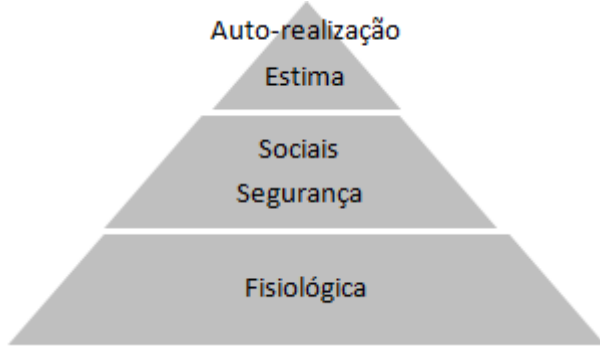 Auto-realização
Estima
Sociais
Segurança
Fisiológica